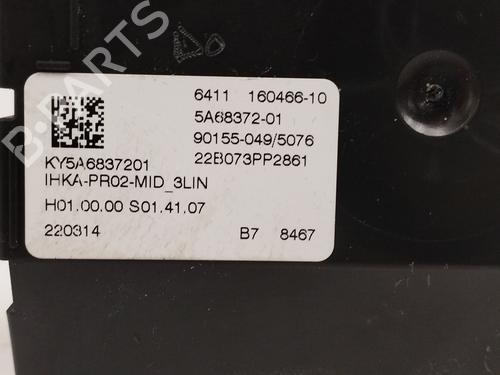 6411 160466-10
5A68372-01
90155-049/5076
KY5A6837201 22B073PP2861
IHKA-PR02-MID_3LIN
H01.00.00 S01.41.07
220314 B7 8467
B-PARTS